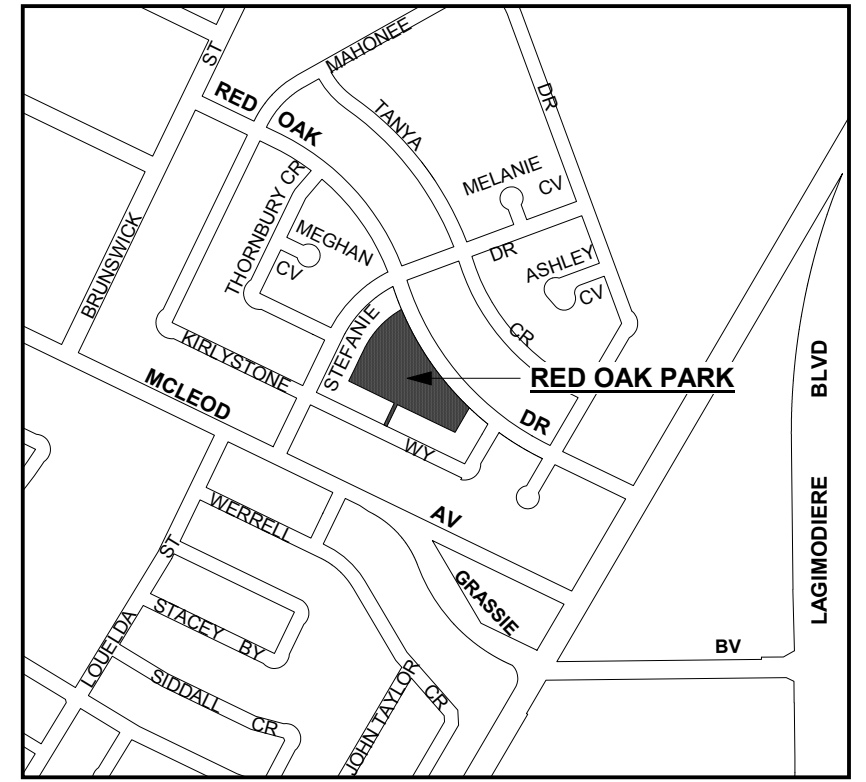 MAHONEE
ST
RED OAK
TANYA
DR
MELANIE CV
THORNBURY CR
MEGHAN CV
BRUNSWICK
DR
ASHLEY CV
CR
STEFANIE
KIRLYSTONE
MCLEOD
RED OAK PARK
BLVD
DR
WY
AV
WERRELL
ST
GRASSIE
LAGIMODIERE
STACEY BY
BV
LOUELDA
SIDDALL CR
JOHN TAYLOR
CR